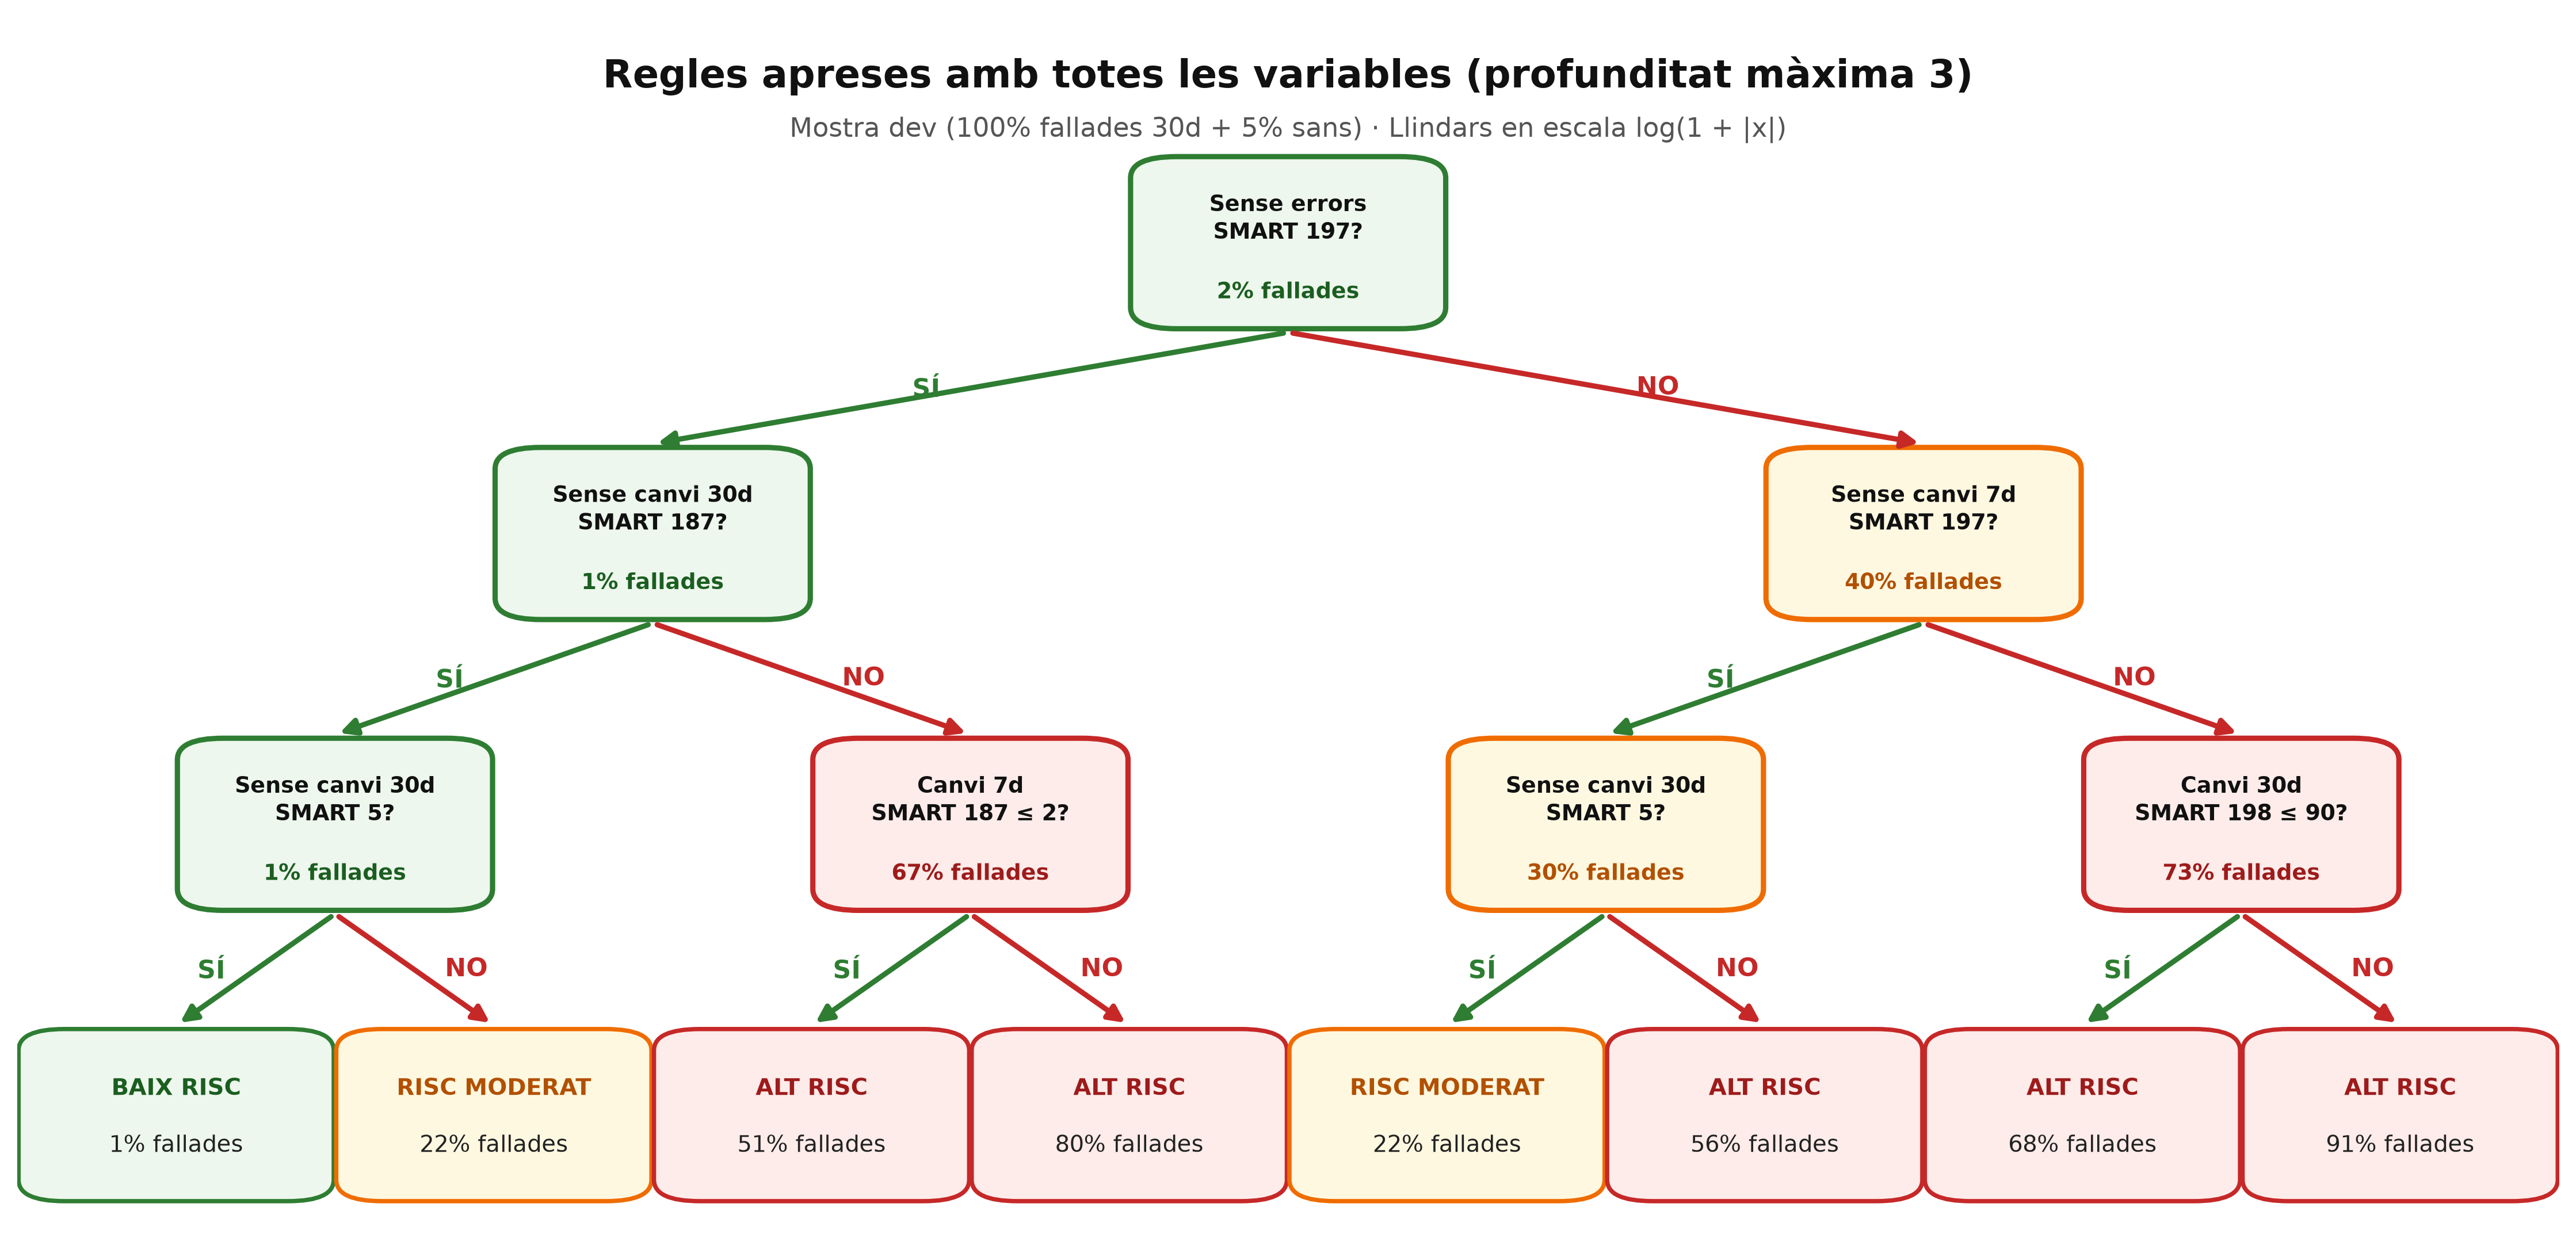 Regles apreses amb totes les variables (profunditat màxima 3)
Mostra dev (100% fallades 30d + 5% sans) · Llindars en escala log(1 + |x|)
Sense errors
SMART 197?
2% fallades
SÍ
NO
Sense canvi 30d
SMART 187?
1% fallades
Sense canvi 7d
SMART 197?
40% fallades
SÍ
NO
SÍ
NO
Sense canvi 30d
SMART 5?
1% fallades
Canvi 7d
SMART 187 ≤ 2?
67% fallades
Sense canvi 30d
SMART 5?
30% fallades
Canvi 30d
SMART 198 ≤ 90?
73% fallades
SÍ
NO
SÍ
NO
SÍ
NO
SÍ
NO
BAIX RISC
1% fallades
RISC MODERAT
22% fallades
ALT RISC
51% fallades
ALT RISC
80% fallades
RISC MODERAT
22% fallades
ALT RISC
56% fallades
ALT RISC
68% fallades
ALT RISC
91% fallades